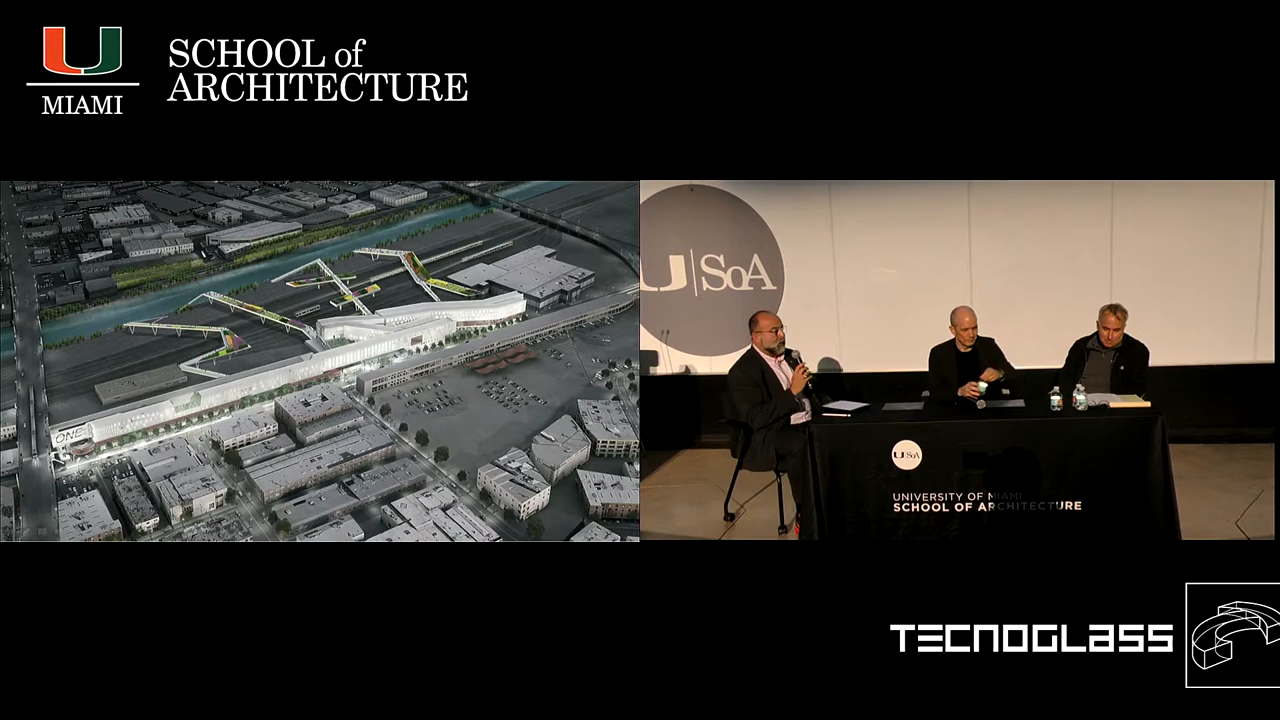 MIAMI
SCHOOL of
ARCHITECTURE
ONE
U|SoA
U|SoA
UNIVERSITY OF MIAMI
SCHOOL OF ARCHITECTURE
TECNOGLASS